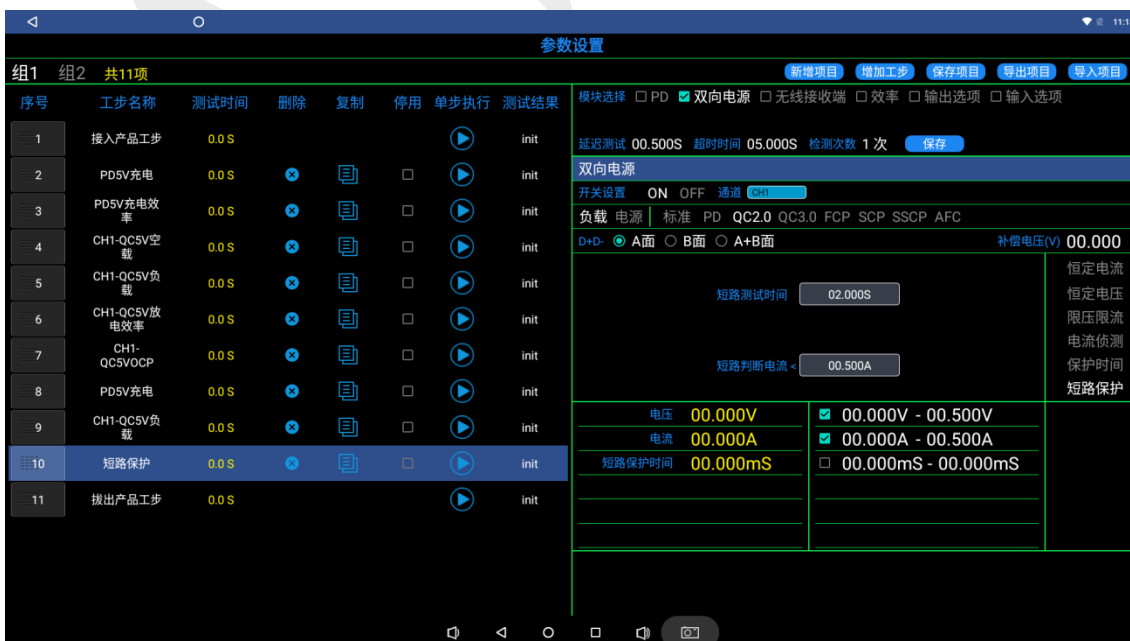 11:1
参数设置
组1 组2 共11项 新增项目 增加工步 保存项目 导出项目 导入项目
序号 工步名称 测试时间 删除 复制 停用 单步执行 测试结果
1 接入产品工步 0.0 S init
2 PD5V充电 0.0 S init
3 PD5V充电效
率 0.0 S init
4 CH1-QC5V空
载 0.0 S init
5 CH1-QC5V负
载 0.0 S init
6 CH1-QC5V放
电效率 0.0 S init
7 CH1-
QC5VOCP 0.0 S init
8 PD5V充电 0.0 S init
9 CH1-QC5V负
载 0.0 S init
10 短路保护 0.0 S init
11 拨出产品工步 0.0 S init
模块选择 PD 双向电源 无线接收端 效率 输出选项 输入选项
延迟测试 00.500S 超时时间 05.000S 检测次数 1 次 保存
双向电源
开关设置 ON OFF 通道 CH1
负载 电源 标准 PD QC2.0 QC3.0 FCP SCP SSCP AFC
D+D- A面 B面 A+B面 补偿电压(V) 00.000
短路测试时间 02.000S
短路判断电流 < 00.500A
恒定电流
恒定电压
限压限流
电流侦测
保护时间
短路保护
电压 00.000V 00.000V - 00.500V
电流 00.000A 00.000A - 00.500A
短路保护时间 00.000mS 00.000mS - 00.000mS